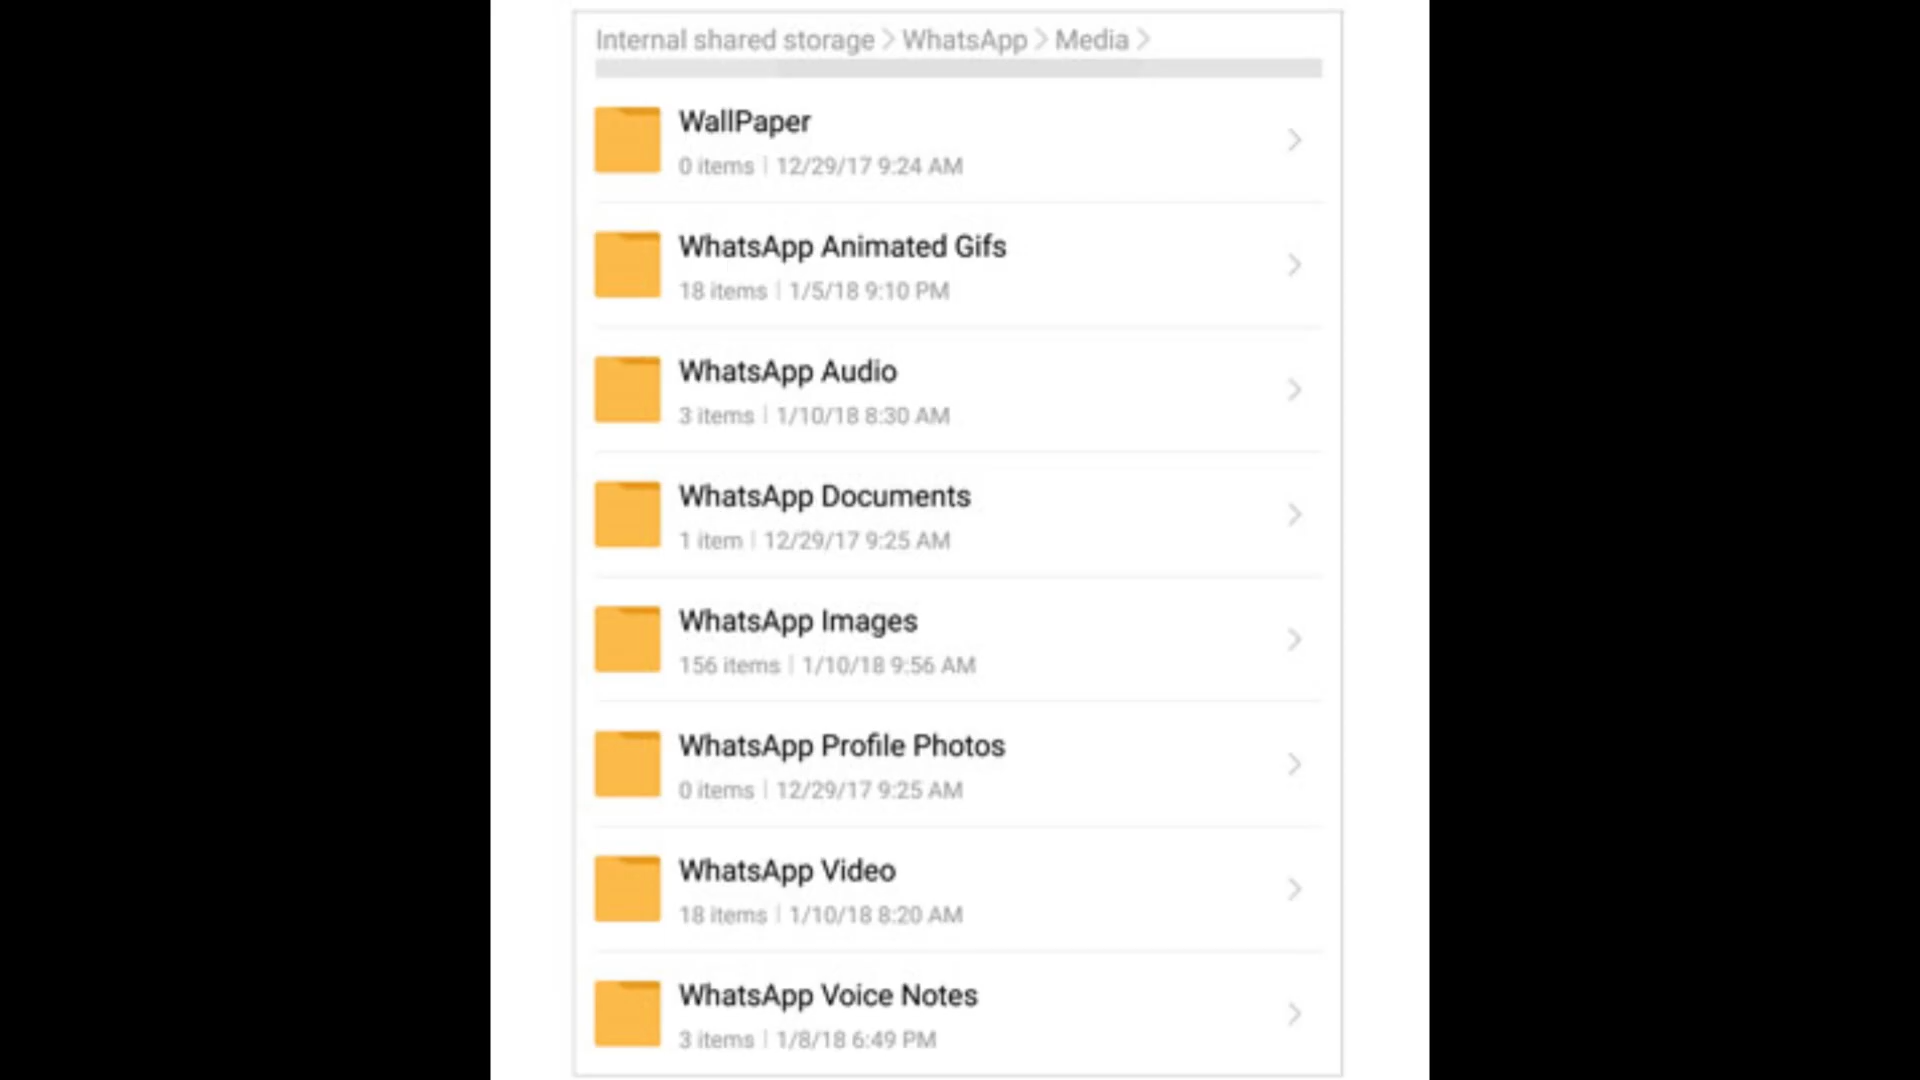 Internal shared storage > WhatsApp > Media >
WallPaper
0 items | 12/29/17 9:24 AM
WhatsApp Animated Gifs
18 items | 1/5/18 9:10 PM
WhatsApp Audio
3 items | 1/10/18 8:30 AM
WhatsApp Documents
1 item | 12/29/17 9:25 AM
WhatsApp Images
156 items | 1/10/18 9:56 AM
WhatsApp Profile Photos
0 items | 12/29/17 9:25 AM
WhatsApp Video
18 items | 1/10/18 8:20 AM
WhatsApp Voice Notes
3 items | 1/8/18 6:49 PM